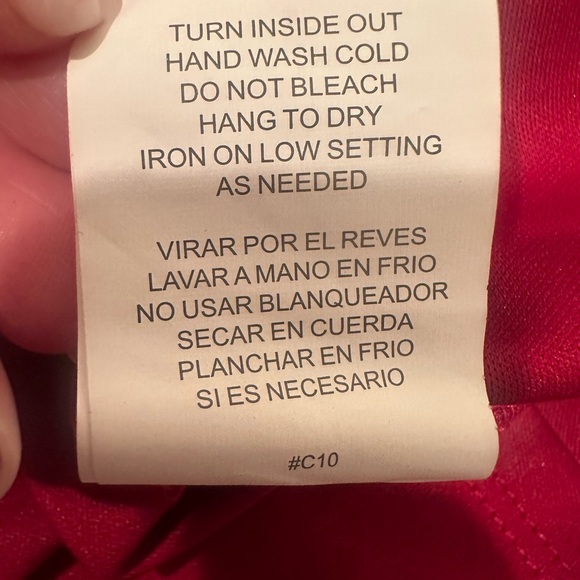 TURN INSIDE OUT
HAND WASH COLD
DO NOT BLEACH
HANG TO DRY
IRON ON LOW SETTING
AS NEEDED
VIRAR POR EL REVES
LAVAR A MANO EN FRIO
NO USAR BLANQUEADOR
SECAR EN CUERDA
PLANCHAR EN FRIO
SI ES NECESARIO
#C10